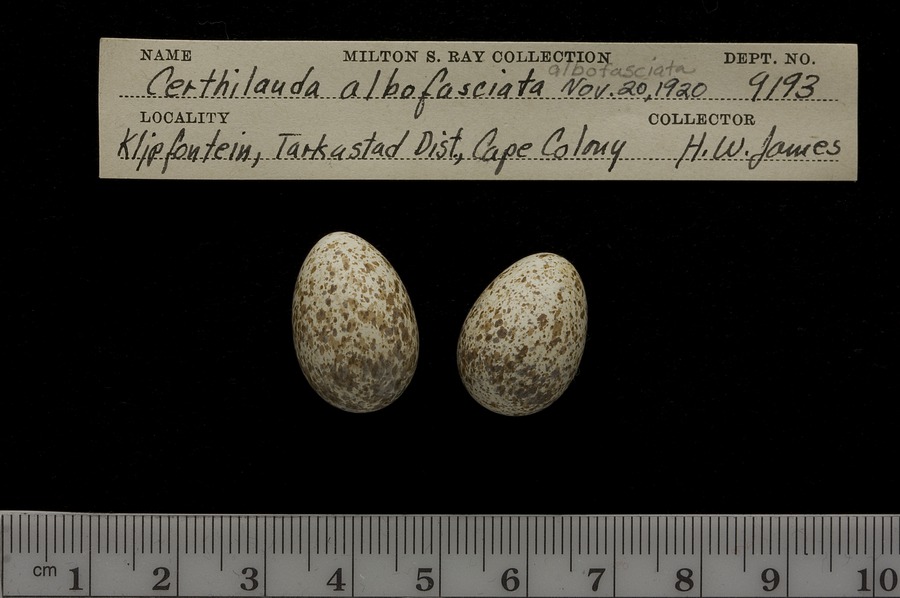 NAME MILTON S. RAY COLLECTION DEPT. NO.
albofasciata
Certhilauda albofasciata Nov. 20, 1920 9193
LOCALITY COLLECTOR
Klipfontein, Tarkastad Dist., Cape Colony H. W. James
cm 1 2 3 4 5 6 7 8 9 10